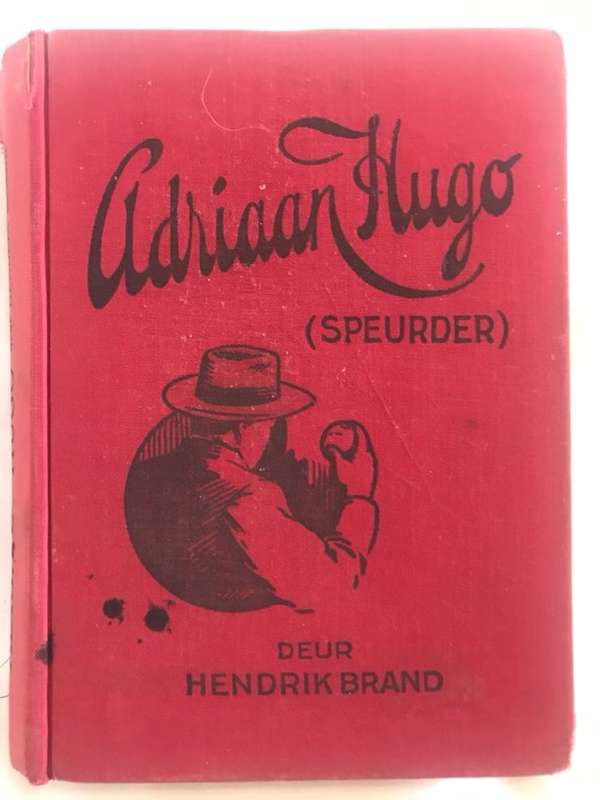 Adriaan Hugo
(SPEURDER)
DEUR
HENDRIK BRAND